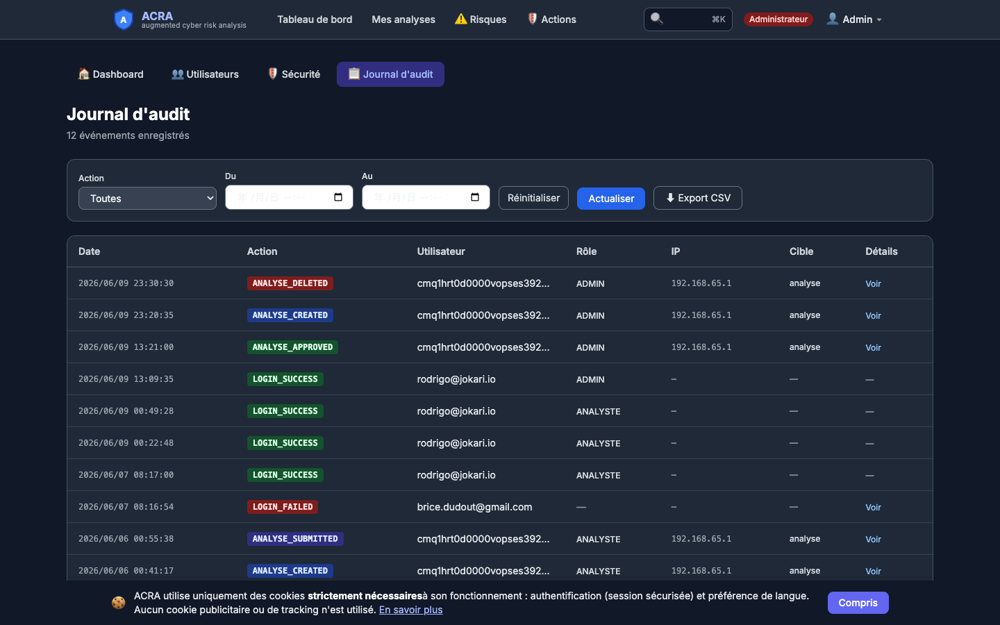 A
ACRA
augmented cyber risk analysis
Tableau de bord
Mes analyses
Risques
Actions
⌘K
Administrateur
Admin
Dashboard
Utilisateurs
Sécurité
Journal d'audit
Journal d'audit
12 événements enregistrés
Action
Du
Au
Toutes
年 /月/日 --:--
年 /月/日 --:--
Réinitialiser
Actualiser
⬇ Export CSV
Date Action Utilisateur Rôle IP Cible Détails
2026/06/09 23:30:30 ANALYSE_DELETED cmq1hrt0d0000vopses392... ADMIN 192.168.65.1 analyse Voir
2026/06/09 23:20:35 ANALYSE_CREATED cmq1hrt0d0000vopses392... ADMIN 192.168.65.1 analyse Voir
2026/06/09 13:21:00 ANALYSE_APPROVED cmq1hrt0d0000vopses392... ADMIN 192.168.65.1 analyse Voir
2026/06/09 13:09:35 LOGIN_SUCCESS rodrigo@jokari.io ADMIN – — —
2026/06/09 00:49:28 LOGIN_SUCCESS rodrigo@jokari.io ANALYSTE – — —
2026/06/09 00:22:48 LOGIN_SUCCESS rodrigo@jokari.io ANALYSTE – — —
2026/06/07 08:17:00 LOGIN_SUCCESS rodrigo@jokari.io ANALYSTE – — —
2026/06/07 08:16:54 LOGIN_FAILED brice.dudout@gmail.com — – — Voir
2026/06/06 00:55:38 ANALYSE_SUBMITTED cmq1hrt0d0000vopses392... ANALYSTE 192.168.65.1 analyse Voir
2026/06/06 00:41:17 ANALYSE_CREATED cmq1hrt0d0000vopses392... ANALYSTE 192.168.65.1 analyse Voir
ACRA utilise uniquement des cookies strictement nécessairesà son fonctionnement : authentification (session sécurisée) et préférence de langue.
Aucun cookie publicitaire ou de tracking n'est utilisé. En savoir plus
Compris